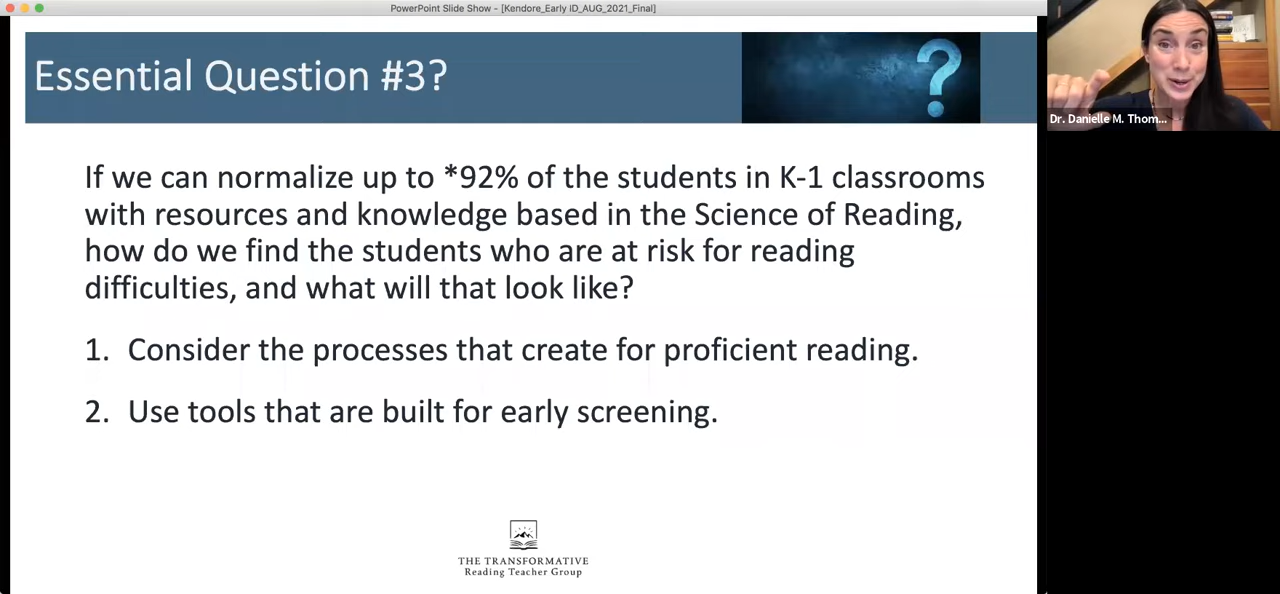 PowerPoint Slide Show - [Kendore_Early ID_AUG_2021_Final]
Essential Question #3?
?
Dr. Danielle M. Thom...
If we can normalize up to *92% of the students in K-1 classrooms
with resources and knowledge based in the Science of Reading,
how do we find the students who are at risk for reading
difficulties, and what will that look like?
1. Consider the processes that create for proficient reading.
2. Use tools that are built for early screening.
THE TRANSFORMATIVE
Reading Teacher Group